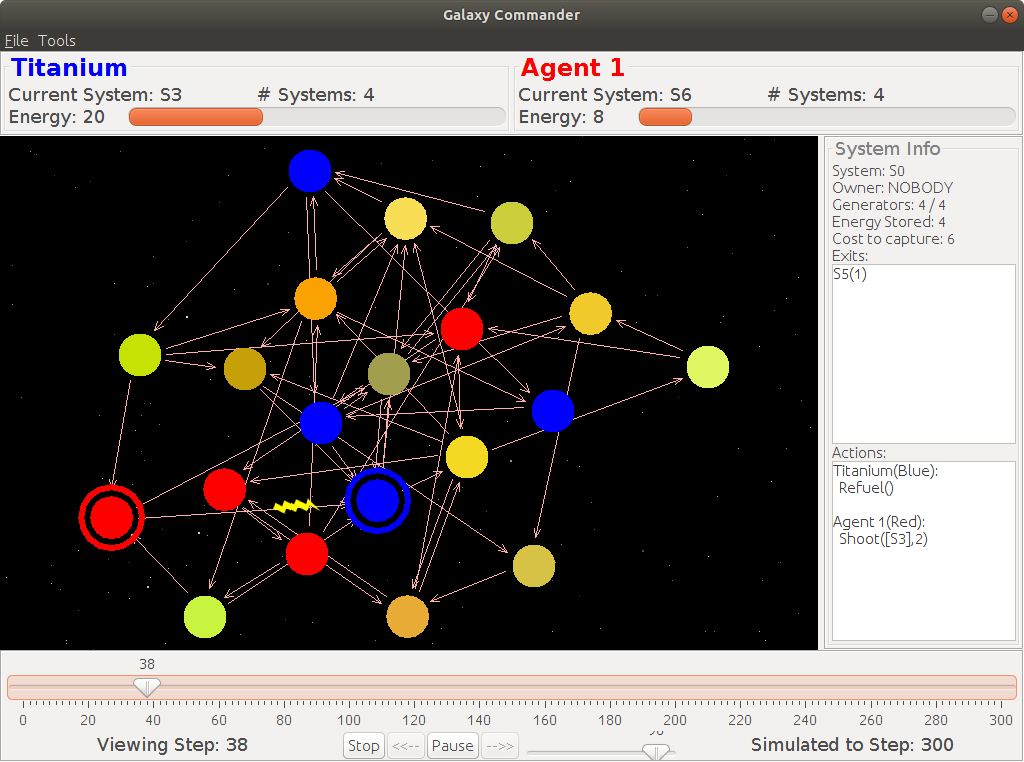 Galaxy Commander
File Tools
Titanium
Current System: S3 # Systems: 4
Energy: 20
Agent 1
Current System: S6 # Systems: 4
Energy: 8
System Info
System: S0
Owner: NOBODY
Generators: 4 / 4
Energy Stored: 4
Cost to capture: 6
Exits:
S5(1)
Actions:
Titanium(Blue):
Refuel()
Agent 1(Red):
Shoot([S3],2)
38
0 20 40 60 80 100 120 140 160 180 200 220 240 260 280 300
Viewing Step: 38
Stop <<-- Pause -->>
Simulated to Step: 300